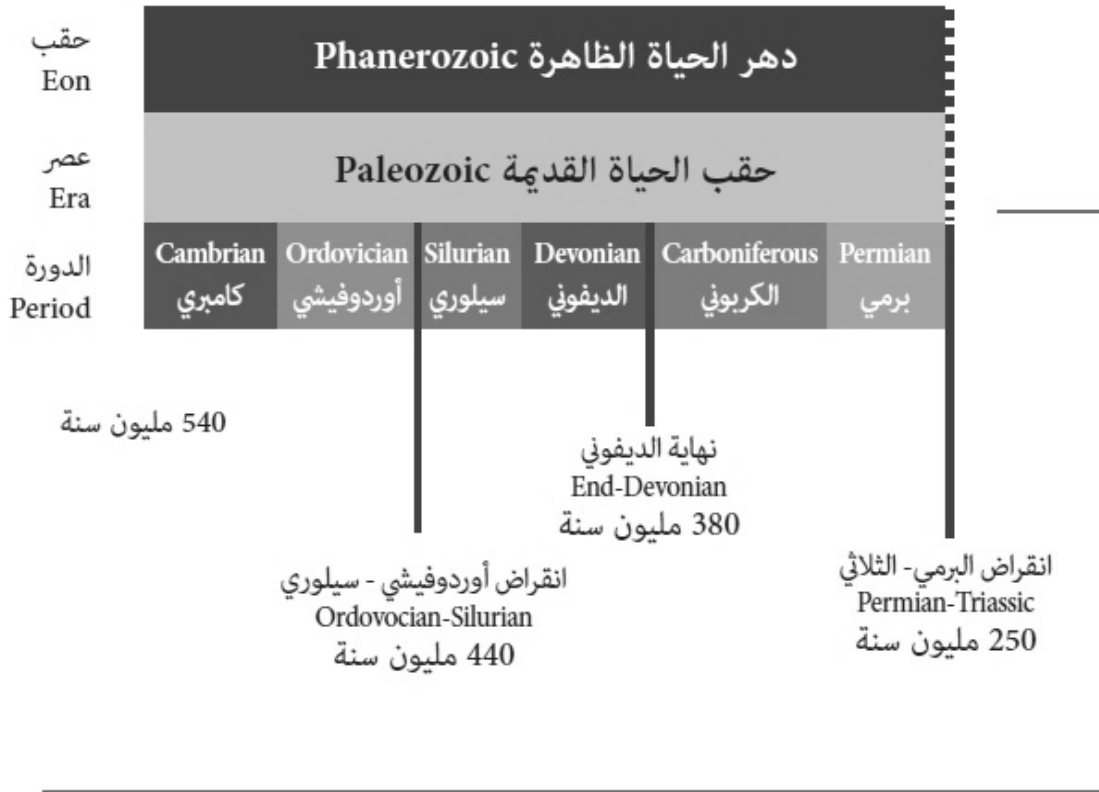 حقب
Eon
دهر الحياة الظاهرة Phanerozoic
عصر
Era
حقب الحياة القديمة Paleozoic
الدورة
Period
Cambrian
كامبري
Ordovician
أوردوفيشي
Silurian
سيلوري
Devonian
الديفوني
Carboniferous
الكربوني
Permian
برمي
540 مليون سنة
نهاية الديفوني
End-Devonian
380 مليون سنة
انقراض أوردوفيشي - سيلوري
Ordovocian-Silurian
440 مليون سنة
انقراض البرمي- الثلاثي
Permian-Triassic
250 مليون سنة